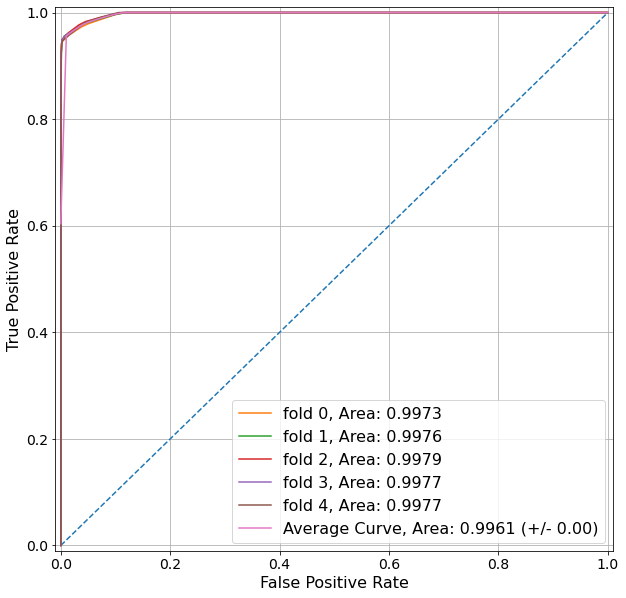 1.0
0.8
0.6
0.4
0.2
0.0
True Positive Rate
fold 0, Area: 0.9973
fold 1, Area: 0.9976
fold 2, Area: 0.9979
fold 3, Area: 0.9977
fold 4, Area: 0.9977
Average Curve, Area: 0.9961 (+/- 0.00)
0.0 0.2 0.4 0.6 0.8 1.0
False Positive Rate